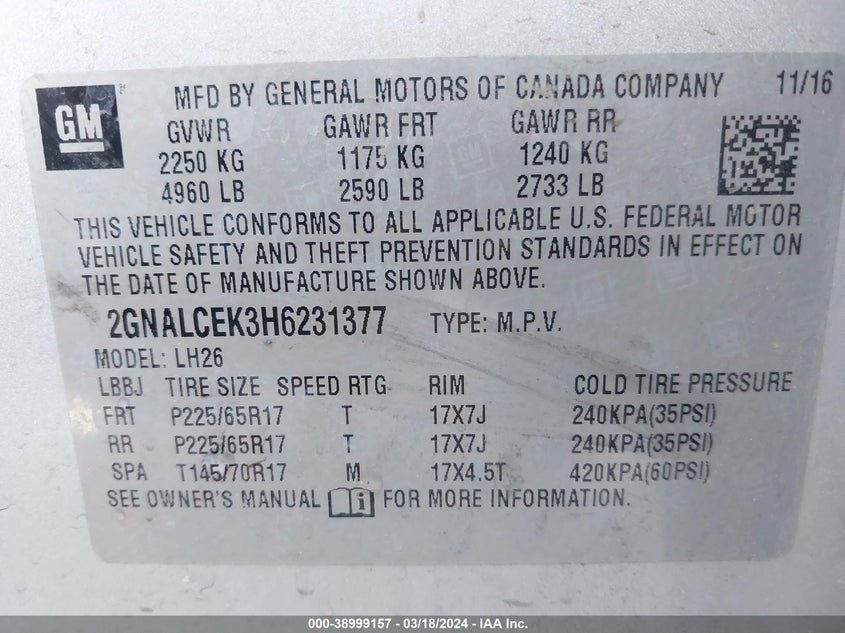 GM
MFD BY GENERAL MOTORS OF CANADA COMPANY 11/16
GVWR GAWR FRT GAWR RR
2250 KG 1175 KG 1240 KG
4960 LB 2590 LB 2733 LB
THIS VEHICLE CONFORMS TO ALL APPLICABLE U.S. FEDERAL MOTOR
VEHICLE SAFETY AND THEFT PREVENTION STANDARDS IN EFFECT ON
THE DATE OF MANUFACTURE SHOWN ABOVE.
2GNALCEK3H6231377 TYPE: M.P.V.
MODEL: LH26
LBBJ TIRE SIZE SPEED RTG RIM COLD TIRE PRESSURE
FRT P225/65R17 T 17X7J 240KPA(35PSI)
RR P225/65R17 T 17X7J 240KPA(35PSI)
SPA T145/70R17 M 17X4.5T 420KPA(60PSI)
SEE OWNER'S MANUAL i FOR MORE INFORMATION.
000-38999157 - 03/18/2024 - IAA Inc.